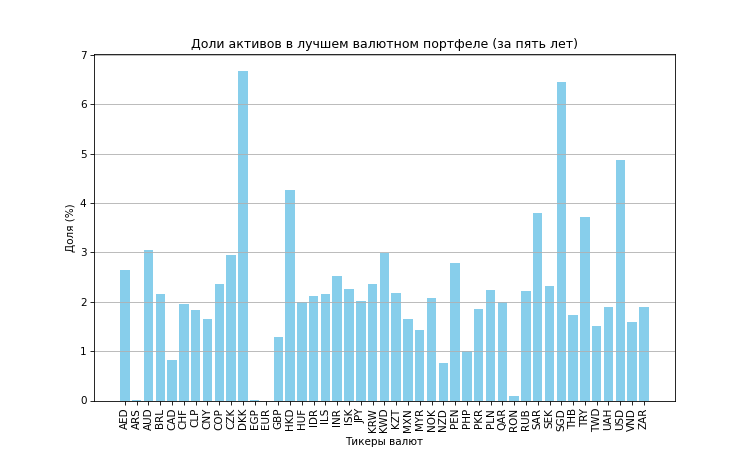 Доли активов в лучшем валютном портфеле (за пять лет)
Доля (%)
7
6
5
4
3
2
1
0
AED
ARS
AUD
BRL
CAD
CHF
CLP
CNY
COP
CZK
DKK
EGP
EUR
GBP
HKD
HUF
IDR
ILS
INR
ISK
JPY
KRW
KWD
KZT
MXN
MYR
NOK
NZD
PEN
PHP
PKR
PLN
QAR
RON
RUB
SAR
SEK
SGD
THB
TRY
TWD
UAH
USD
VND
ZAR
Тикеры валют